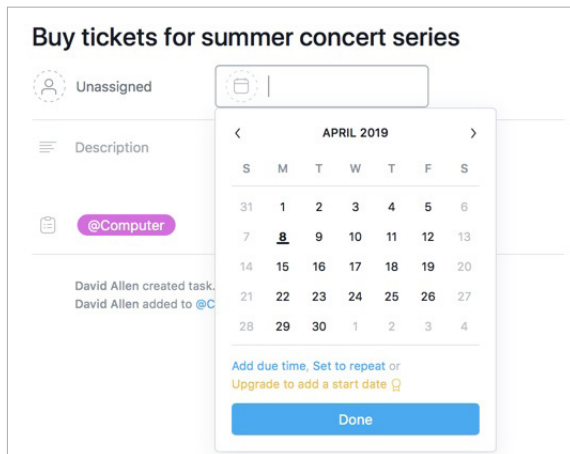 Buy tickets for summer concert series
Unassigned
Description
@Computer
David Allen created task.
David Allen added to @C
APRIL 2019
S M T W T F S
31 1 2 3 4 5 6
7 8 9 10 11 12 13
14 15 16 17 18 19 20
21 22 23 24 25 26 27
28 29 30 1 2 3 4
Add due time, Set to repeat or
Upgrade to add a start date
Done